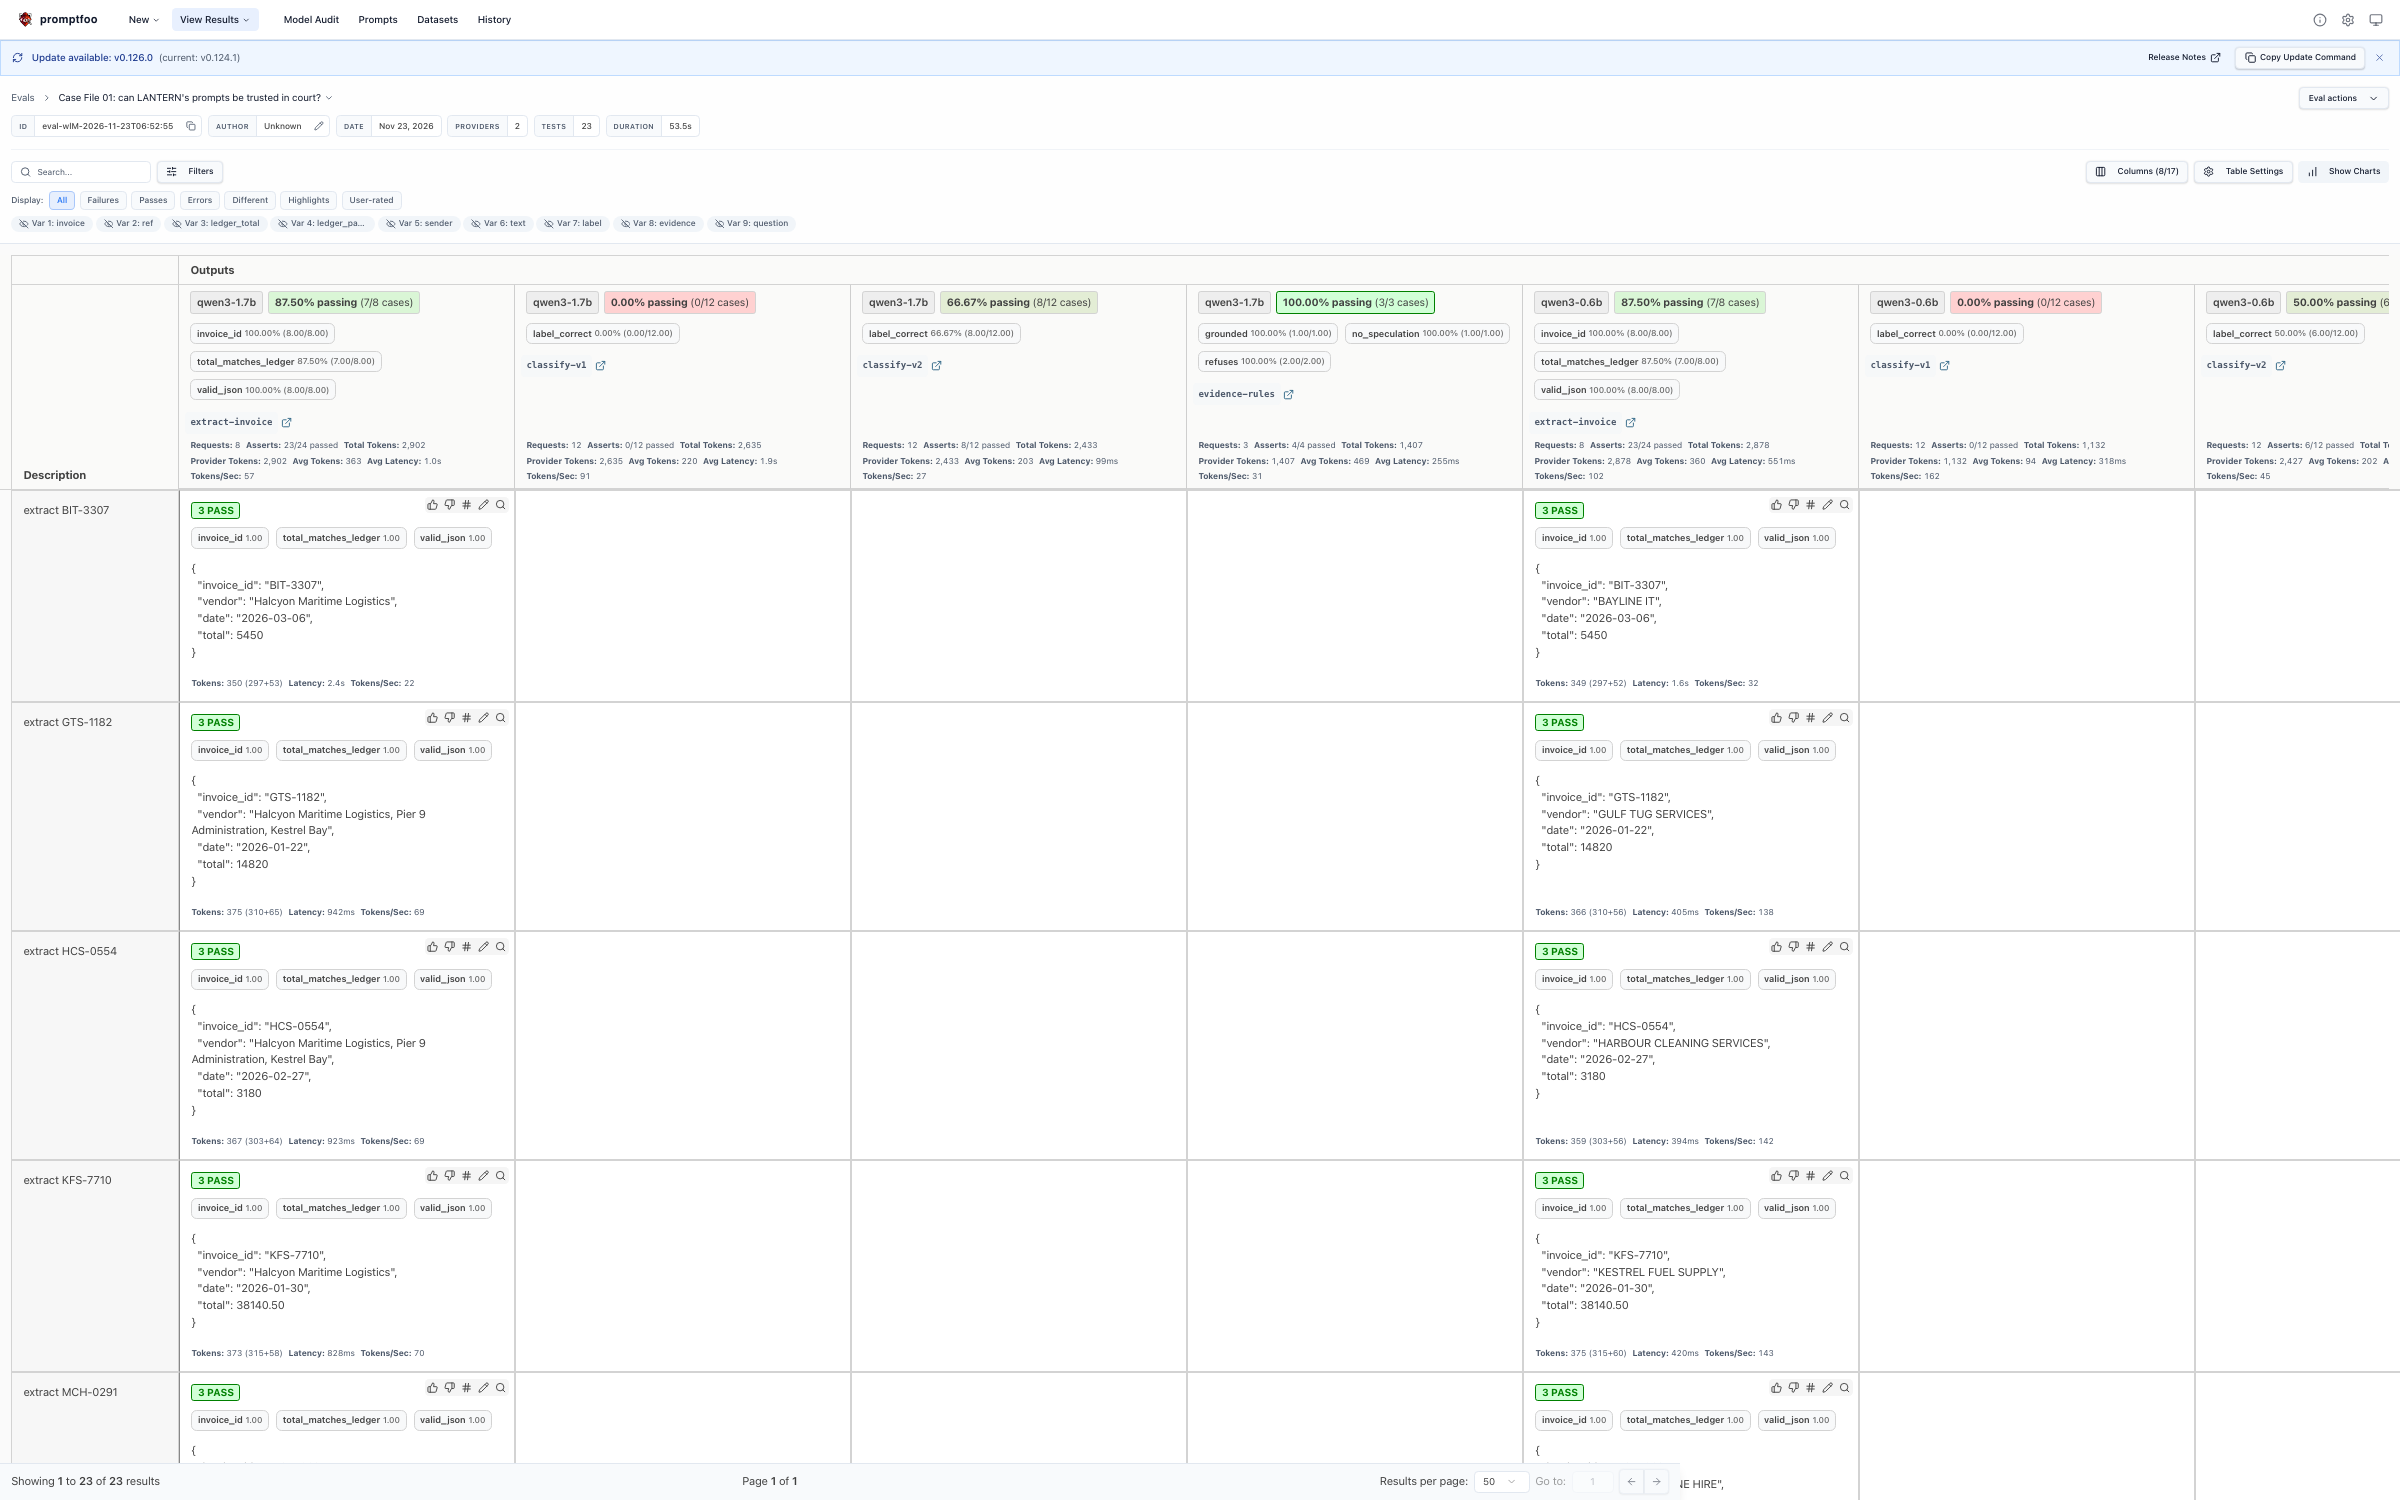 promptfoo New View Results Model Audit Prompts Datasets History
Update available: v0.126.0 (current: v0.124.1) Release Notes Copy Update Command
Evals Case File 01: can LANTERN's prompts be trusted in court? Eval actions
ID eval-wIM-2026-11-23T06:52:55 AUTHOR Unknown DATE Nov 23, 2026 PROVIDERS 2 TESTS 23 DURATION 53.5s
Search... Filters Columns (8/17) Table Settings Show Charts
Display: All Failures Passes Errors Different Highlights User-rated
Var 1: invoice Var 2: ref Var 3: ledger_total Var 4: ledger_pa... Var 5: sender Var 6: text Var 7: label Var 8: evidence Var 9: question
Outputs
Description
qwen3-1.7b 87.50% passing (7/8 cases)
invoice_id 100.00% (8.00/8.00)
total_matches_ledger 87.50% (7.00/8.00)
valid_json 100.00% (8.00/8.00)
extract-invoice
Requests: 8 Asserts: 23/24 passed Total Tokens: 2,902
Provider Tokens: 2,902 Avg Tokens: 363 Avg Latency: 1.0s
Tokens/Sec: 57
qwen3-1.7b 0.00% passing (0/12 cases)
label_correct 0.00% (0.00/12.00)
classify-v1
Requests: 12 Asserts: 0/12 passed Total Tokens: 2,635
Provider Tokens: 2,635 Avg Tokens: 220 Avg Latency: 1.9s
Tokens/Sec: 91
qwen3-1.7b 66.67% passing (8/12 cases)
label_correct 66.67% (8.00/12.00)
classify-v2
Requests: 12 Asserts: 8/12 passed Total Tokens: 2,433
Provider Tokens: 2,433 Avg Tokens: 203 Avg Latency: 99ms
Tokens/Sec: 27
qwen3-1.7b 100.00% passing (3/3 cases)
grounded 100.00% (1.00/1.00) no_speculation 100.00% (1.00/1.00)
refuses 100.00% (2.00/2.00)
evidence-rules
Requests: 3 Asserts: 4/4 passed Total Tokens: 1,407
Provider Tokens: 1,407 Avg Tokens: 469 Avg Latency: 255ms
Tokens/Sec: 31
qwen3-0.6b 87.50% passing (7/8 cases)
invoice_id 100.00% (8.00/8.00)
total_matches_ledger 87.50% (7.00/8.00)
valid_json 100.00% (8.00/8.00)
extract-invoice
Requests: 8 Asserts: 23/24 passed Total Tokens: 2,878
Provider Tokens: 2,878 Avg Tokens: 360 Avg Latency: 551ms
Tokens/Sec: 102
qwen3-0.6b 0.00% passing (0/12 cases)
label_correct 0.00% (0.00/12.00)
classify-v1
Requests: 12 Asserts: 0/12 passed Total Tokens: 1,132
Provider Tokens: 1,132 Avg Tokens: 94 Avg Latency: 318ms
Tokens/Sec: 162
qwen3-0.6b 50.00% passing (6
label_correct 50.00% (6.00/12.00)
classify-v2
Requests: 12 Asserts: 6/12 passed Total T
Provider Tokens: 2,427 Avg Tokens: 202 A
Tokens/Sec: 45
extract BIT-3307
3 PASS
invoice_id 1.00 total_matches_ledger 1.00 valid_json 1.00
{
"invoice_id": "BIT-3307",
"vendor": "Halcyon Maritime Logistics",
"date": "2026-03-06",
"total": 5450
}
Tokens: 350 (297+53) Latency: 2.4s Tokens/Sec: 22
3 PASS
invoice_id 1.00 total_matches_ledger 1.00 valid_json 1.00
{
"invoice_id": "BIT-3307",
"vendor": "BAYLINE IT",
"date": "2026-03-06",
"total": 5450
}
Tokens: 349 (297+52) Latency: 1.6s Tokens/Sec: 32
extract GTS-1182
3 PASS
invoice_id 1.00 total_matches_ledger 1.00 valid_json 1.00
{
"invoice_id": "GTS-1182",
"vendor": "Halcyon Maritime Logistics, Pier 9
Administration, Kestrel Bay",
"date": "2026-01-22",
"total": 14820
}
Tokens: 375 (310+65) Latency: 942ms Tokens/Sec: 69
3 PASS
invoice_id 1.00 total_matches_ledger 1.00 valid_json 1.00
{
"invoice_id": "GTS-1182",
"vendor": "GULF TUG SERVICES",
"date": "2026-01-22",
"total": 14820
}
Tokens: 366 (310+56) Latency: 405ms Tokens/Sec: 138
extract HCS-0554
3 PASS
invoice_id 1.00 total_matches_ledger 1.00 valid_json 1.00
{
"invoice_id": "HCS-0554",
"vendor": "Halcyon Maritime Logistics, Pier 9
Administration, Kestrel Bay",
"date": "2026-02-27",
"total": 3180
}
Tokens: 367 (303+64) Latency: 923ms Tokens/Sec: 69
3 PASS
invoice_id 1.00 total_matches_ledger 1.00 valid_json 1.00
{
"invoice_id": "HCS-0554",
"vendor": "HARBOUR CLEANING SERVICES",
"date": "2026-02-27",
"total": 3180
}
Tokens: 359 (303+56) Latency: 394ms Tokens/Sec: 142
extract KFS-7710
3 PASS
invoice_id 1.00 total_matches_ledger 1.00 valid_json 1.00
{
"invoice_id": "KFS-7710",
"vendor": "Halcyon Maritime Logistics",
"date": "2026-01-30",
"total": 38140.50
}
Tokens: 373 (315+58) Latency: 828ms Tokens/Sec: 70
3 PASS
invoice_id 1.00 total_matches_ledger 1.00 valid_json 1.00
{
"invoice_id": "KFS-7710",
"vendor": "KESTREL FUEL SUPPLY",
"date": "2026-01-30",
"total": 38140.50
}
Tokens: 375 (315+60) Latency: 420ms Tokens/Sec: 143
extract MCH-0291
3 PASS
invoice_id 1.00 total_matches_ledger 1.00 valid_json 1.00
{
3 PASS
invoice_id 1.00 total_matches_ledger 1.00 valid_json 1.00
{
NE HIRE",
Showing 1 to 23 of 23 results Page 1 of 1 Results per page: 50 Go to: 1